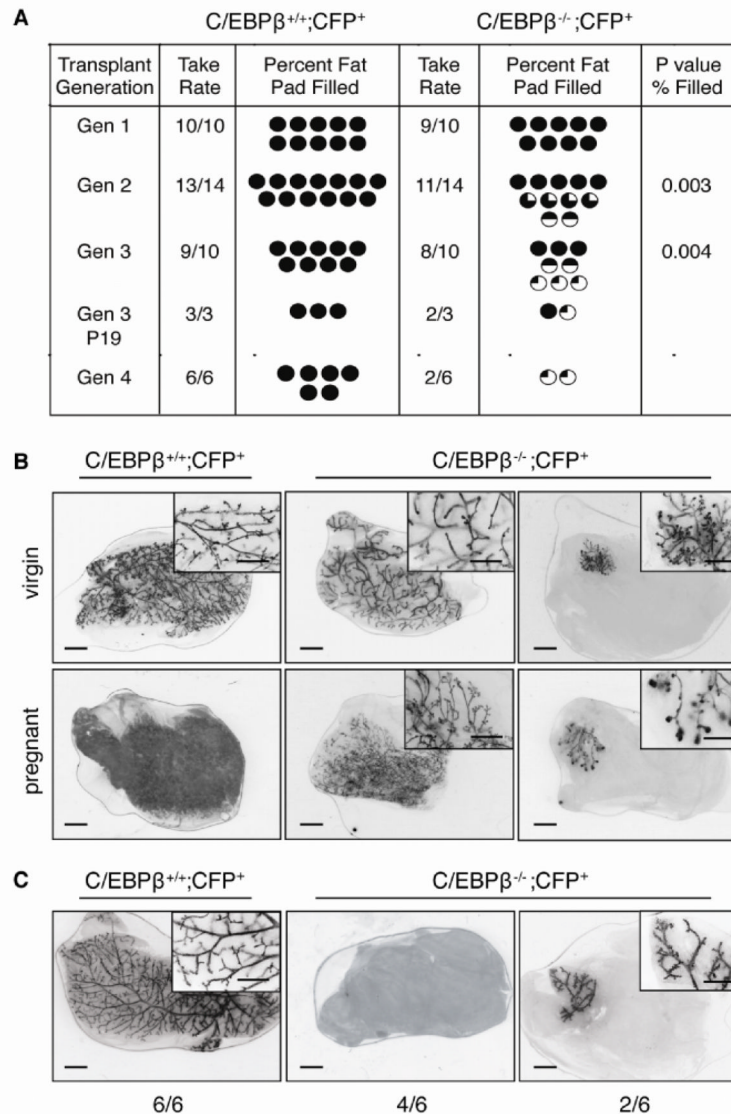 A
C/EBPβ+/+;CFP+ C/EBPβ-/-;CFP+
Transplant Generation Take Rate Percent Fat Pad Filled Take Rate Percent Fat Pad Filled P value % Filled
Gen 1 10/10 9/10
Gen 2 13/14 11/14 0.003
Gen 3 9/10 8/10 0.004
Gen 3 P19 3/3 2/3
Gen 4 6/6 2/6
B
C/EBPβ+/+;CFP+ C/EBPβ-/-;CFP+
virgin
pregnant
C
C/EBPβ+/+;CFP+ C/EBPβ-/-;CFP+
6/6 4/6 2/6